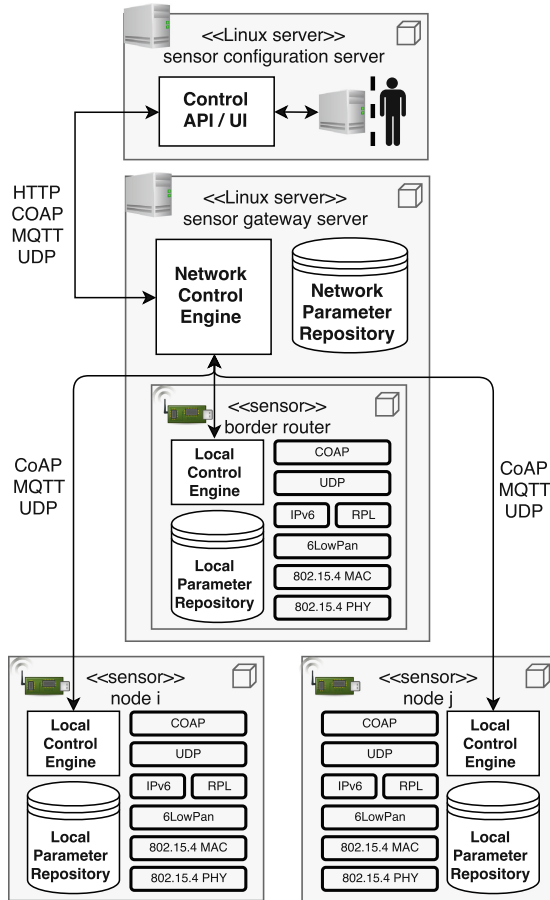 <<Linux server>>
sensor configuration server
Control
API / UI
HTTP
COAP
MQTT
UDP
<<Linux server>>
sensor gateway server
Network
Control
Engine
Network
Parameter
Repository
<<sensor>>
border router
Local
Control
Engine
COAP
UDP
IPv6
RPL
6LowPan
802.15.4 MAC
802.15.4 PHY
Local
Parameter
Repository
CoAP
MQTT
UDP
CoAP
MQTT
UDP
<<sensor>>
node i
Local
Control
Engine
COAP
UDP
IPv6
RPL
6LowPan
802.15.4 MAC
802.15.4 PHY
Local
Parameter
Repository
<<sensor>>
node j
COAP
UDP
IPv6
RPL
6LowPan
802.15.4 MAC
802.15.4 PHY
Local
Control
Engine
Local
Parameter
Repository